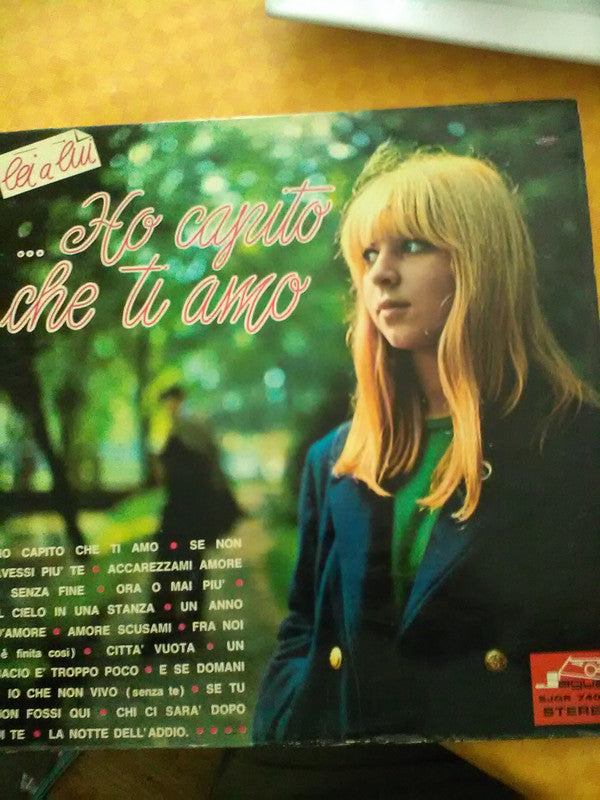 lei a lui
... Ho capito
che ti amo
HO CAPITO CHE TI AMO • SE NON
AVESSI PIU' TE • ACCAREZZAMI AMORE
• SENZA FINE • ORA O MAI PIU' •
IL CIELO IN UNA STANZA • UN ANNO
D'AMORE • AMORE SCUSAMI • FRA NOI
(è finita così) • CITTA' VUOTA • UN
BACIO E' TROPPO POCO • E SE DOMANI
• IO CHE NON VIVO (senza te) • SE TU
NON FOSSI QUI • CHI CI SARA' DOPO
DI TE • LA NOTTE DELL'ADDIO. • • • •
SJGR 740
STEREO